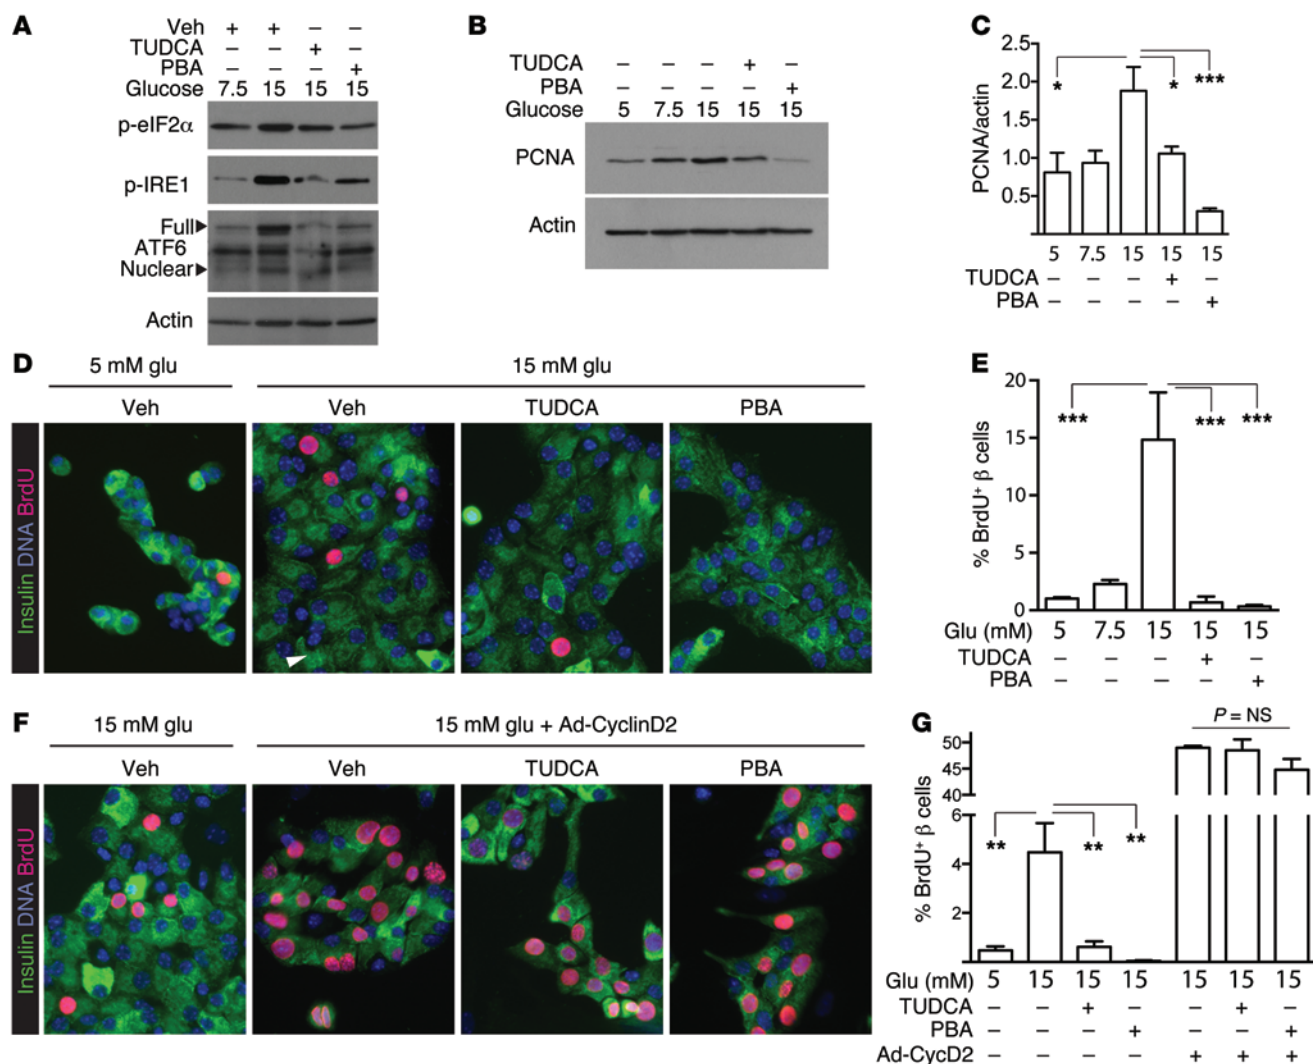 A
Veh + + – –
TUDCA – – + –
PBA – – – +
Glucose 7.5 15 15 15
p-eIF2α
p-IRE1
Full
ATF6
Nuclear
Actin
B
TUDCA – – – + –
PBA – – – – +
Glucose 5 7.5 15 15 15
PCNA
Actin
C
PCNA/actin
2.5
2.0
1.5
1.0
0.5
* * ***
5 7.5 15 15 15
TUDCA – – – + –
PBA – – – – +
D
5 mM glu 15 mM glu
Veh Veh TUDCA PBA
Insulin DNA BrdU
E
% BrdU+ β cells
20
15
10
5
0
*** *** ***
Glu (mM) 5 7.5 15 15 15
TUDCA – – – + –
PBA – – – – +
F
15 mM glu 15 mM glu + Ad-CyclinD2
Veh Veh TUDCA PBA
Insulin DNA BrdU
G
P = NS
% BrdU+ β cells
50
45
40
6
4
2
** ** **
Glu (mM) 5 15 15 15 15 15 15
TUDCA – – + – – + –
PBA – – – + – – +
Ad-CycD2 – – – – + + +